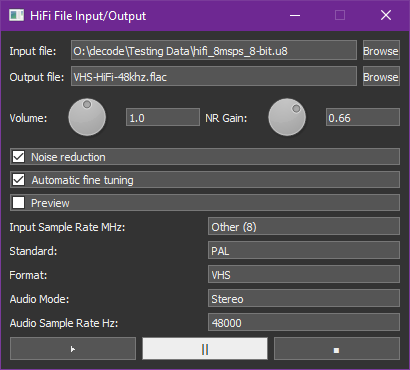 HiFi File Input/Output
Input file: O:\decode\Testing Data\hifi_8msps_8-bit.u8 Browse
Output file: VHS-HiFi-48khz.flac Browse
Volume: 1.0 NR Gain: 0.66
Noise reduction
Automatic fine tuning
Preview
Input Sample Rate MHz: Other (8)
Standard: PAL
Format: VHS
Audio Mode: Stereo
Audio Sample Rate Hz: 48000